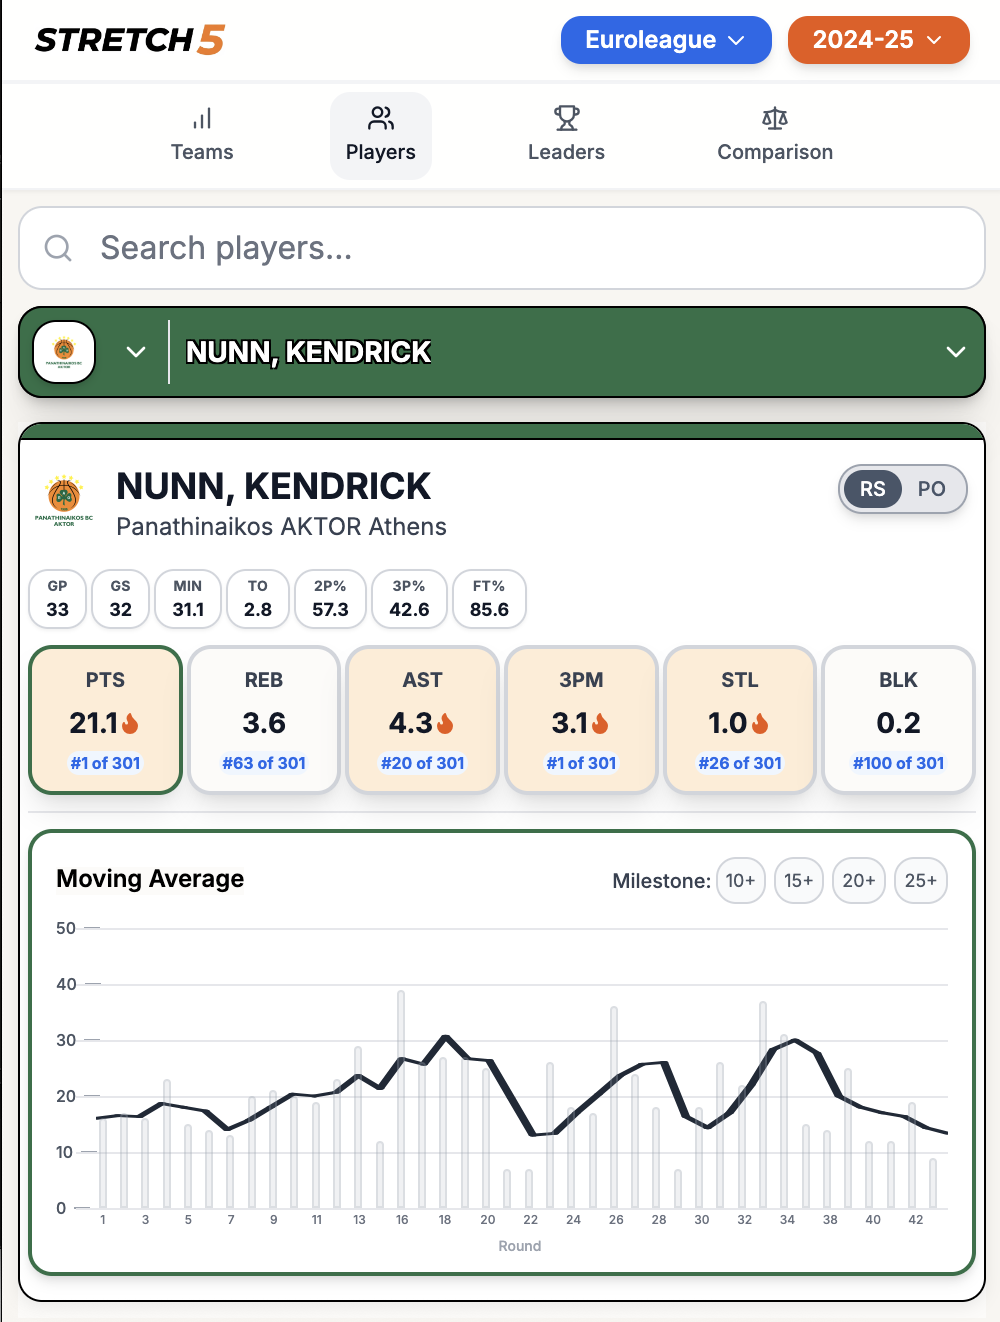 STRETCH 5
Euroleague
2024-25
Teams
Players
Leaders
Comparison
Search players...
PANATHINAIKOS BC
AKTOR
NUNN, KENDRICK
PANATHINAIKOS BC
AKTOR
NUNN, KENDRICK
Panathinaikos AKTOR Athens
RS PO
GP GS MIN TO 2P% 3P% FT%
33 32 31.1 2.8 57.3 42.6 85.6
PTS REB AST 3PM STL BLK
21.1 3.6 4.3 3.1 1.0 0.2
#1 of 301 #63 of 301 #20 of 301 #1 of 301 #26 of 301 #100 of 301
Moving Average
Milestone: 10+ 15+ 20+ 25+
50
40
30
20
10
0
1 3 5 7 9 11 13 16 18 20 22 24 26 28 30 32 34 38 40 42
Round